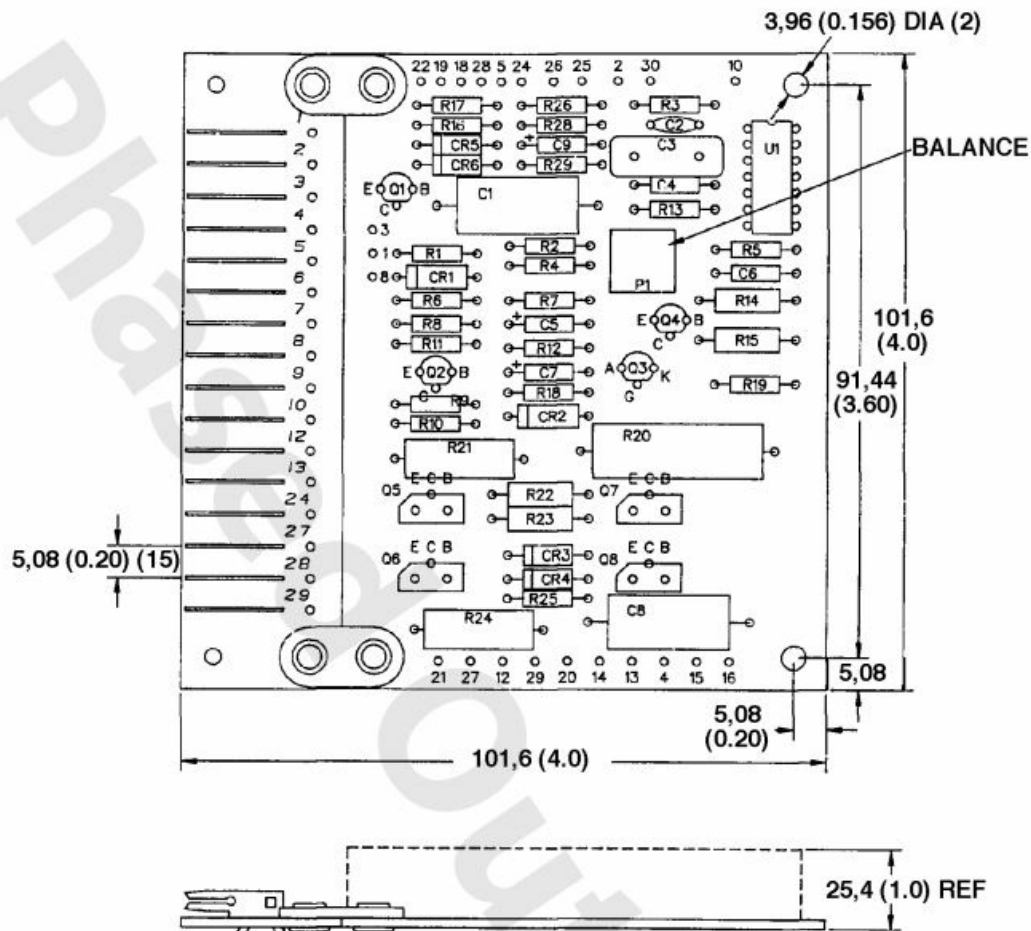 3,96 (0.156) DIA (2)
22 19 18 28 5 24 26 25 2 30 10
R17 R26 R3
R16 R28 C2
CR5 + C9 C3 U1
CR6 R29
BALANCE
E Q1 B C1 C4
C R13
3
1 R1 R2 R5
8 CR1 R4 C6
P1
R6 R7 R14
R8 + C5 E Q4 B
R11 R12 C R15
E Q2 B + C7 A Q3 K
C R18 G R19
R9 CR2
R10
R21 R20
E C B E C B
Q5 R22 Q7
R23
E C B E C B
Q6 CR3 Q8
CR4
R25
R24 C8
21 27 12 29 20 14 13 4 15 16
1
2
3
4
5
6
7
8
9
10
12
13
24
27
28
29
5,08 (0.20) (15)
101,6
(4.0)
91,44
(3.60)
5,08
5,08
(0.20)
101,6 (4.0)
25,4 (1.0) REF
Phased Out